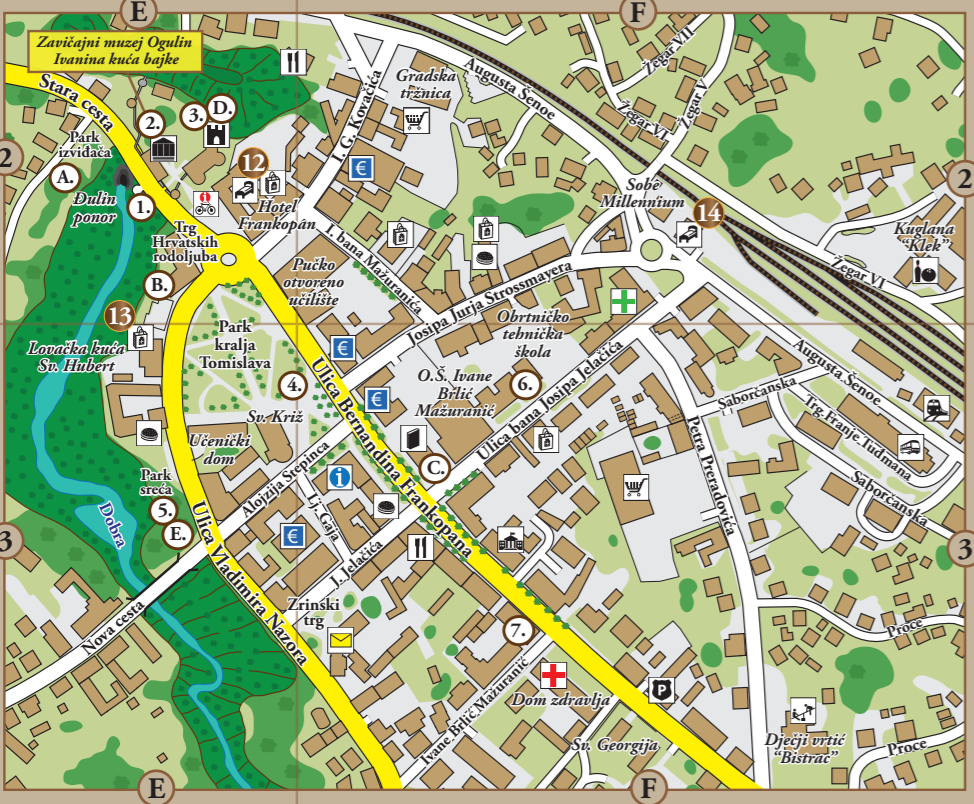 E
F
Zavičajni muzej Ogulin
Ivanina kuća bajke
Stara cesta
2.
3.
D.
Gradska
tržnica
I. G. Kovačića
Augusta Šenoe
Žegar VII
Žegar VI
Žegar V
2
Park
izviđača
A.
Đulin
ponor
1.
12
Hotel
Frankopan
€
Sobe
Millennium
14
2
Trg
Hrvatskih
rodoljuba
I. bana Mažuranića
Kuglana
"Klek"
Žegar VI
B.
Pučko
otvoreno
učilište
Josipa Jurja Strossmayera
Obrtničko
tehnička
škola
13
Lovačka kuća
Sv. Hubert
Park
kralja
Tomislava
€
4.
Sv. Križ
€
O.Š. Ivane
Brlić
Mažuranić
6.
Ulica bana Josipa Jelačića
Augusta Šenoe
Saborčanska
Trg Franje Tuđmana
Saborčanska
Učenički
dom
Alojzija Stepinca
Ulica Bernandina Frankopana
C.
i
Petra Preradovića
Park
sreća
5.
E.
Dobra
Ulica Vladimira Nazora
Lj. Gaja
€
J. Jelačića
3
3
Nova cesta
Zrinski
trg
7.
Proce
Ivane Brlić Mažuranić
Dom zdravlja
P
Sv. Georgija
Dječji vrtić
"Bistrac"
Proce
E
F